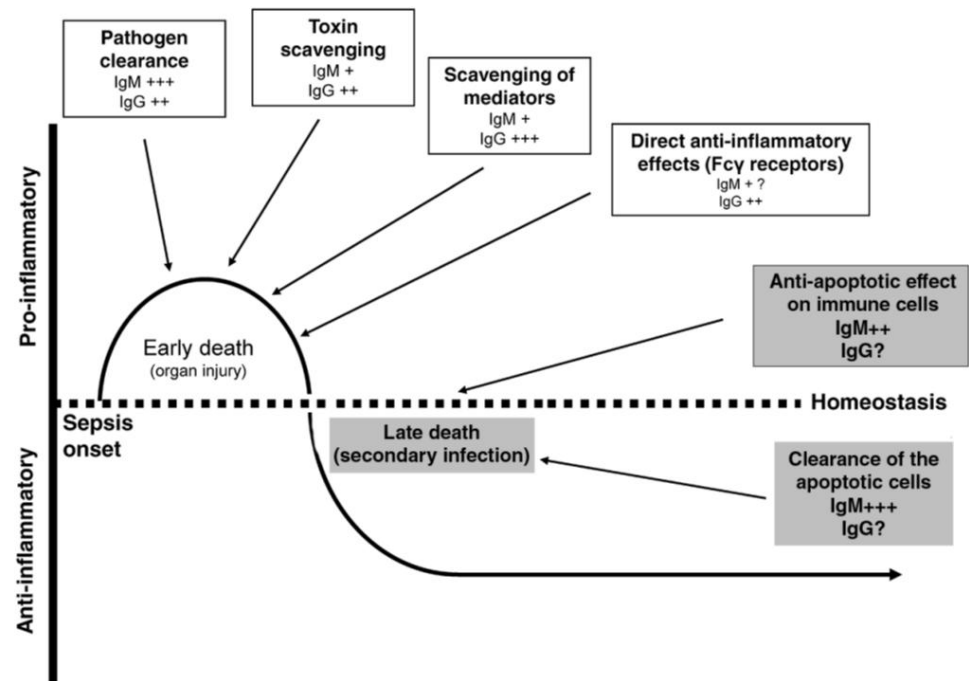 Pathogen
clearance
IgM +++
IgG ++
Toxin
scavenging
IgM +
IgG ++
Scavenging of
mediators
IgM +
IgG +++
Direct anti-inflammatory
effects (Fcγ receptors)
IgM + ?
IgG ++
Pro-inflammatory
Anti-apoptotic effect
on immune cells
IgM++
IgG?
Early death
(organ injury)
Homeostasis
Sepsis
onset
Late death
(secondary infection)
Clearance of the
apoptotic cells
IgM+++
IgG?
Anti-inflammatory